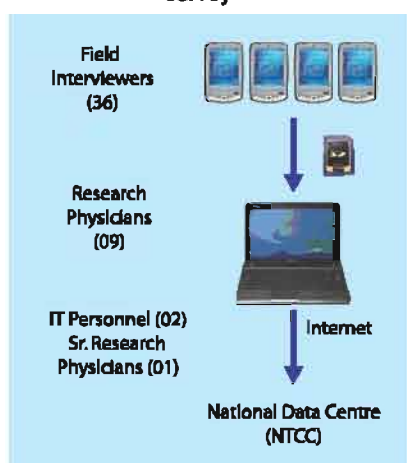 Field
Interviewers
(36)
Research
Physicians
(09)
IT Personnel (02)
Sr. Research
Physicians (01)
Internet
National Data Centre
(NTCC)